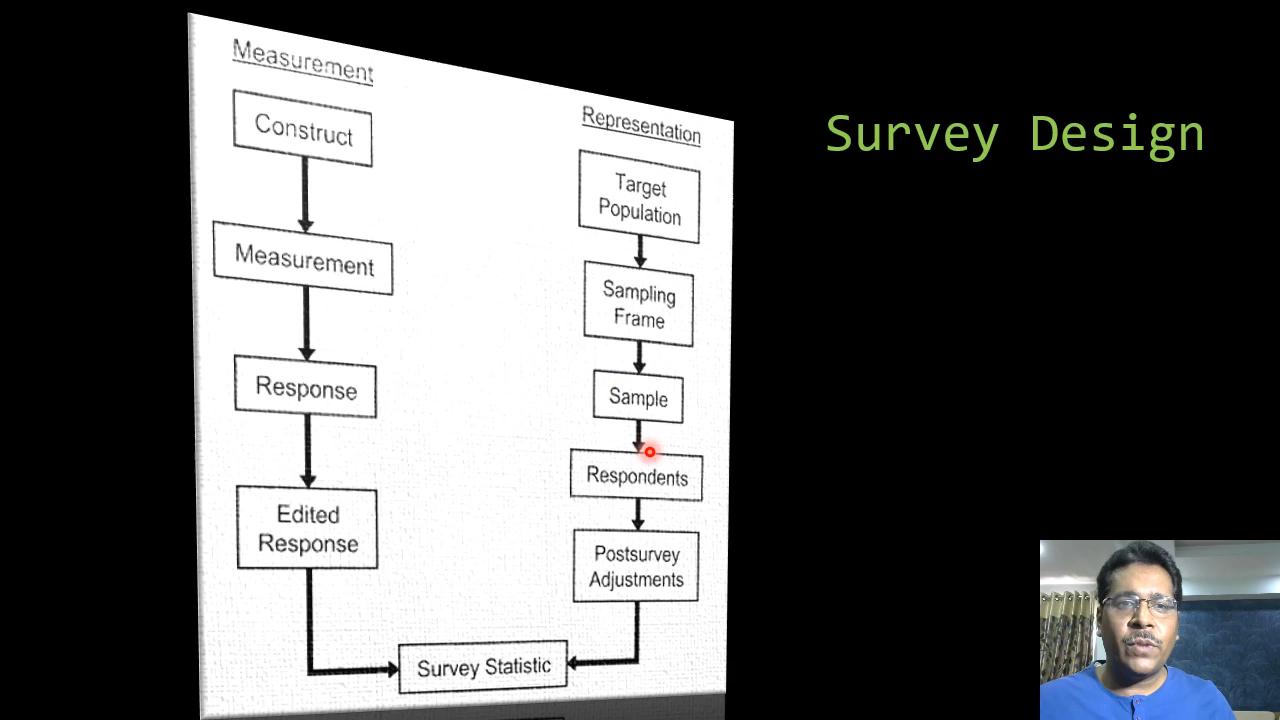 Survey Design
Measurement
Construct
Measurement
Response
Edited
Response
Representation
Target
Population
Sampling
Frame
Sample
Respondents
Postsurvey
Adjustments
Survey Statistic